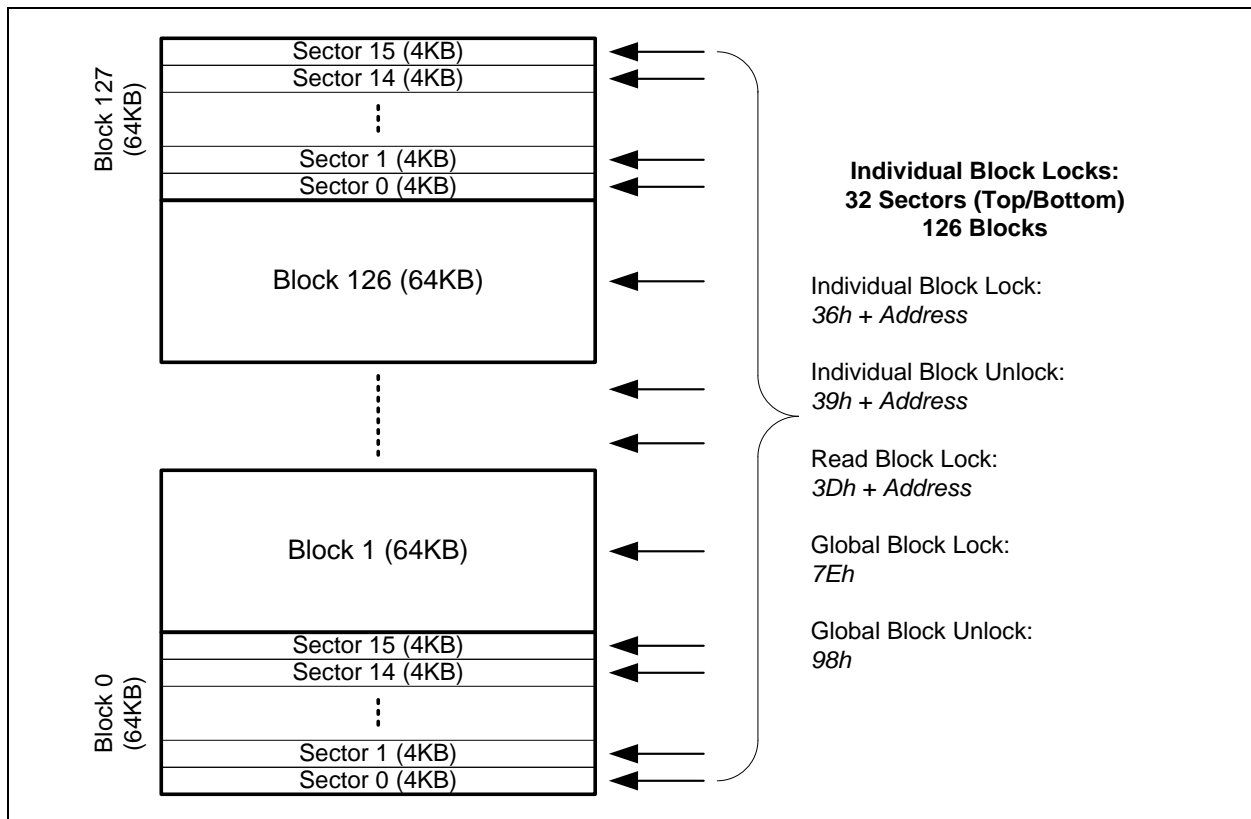 Block 127
(64KB)
Sector 15 (4KB)
Sector 14 (4KB)
Sector 1 (4KB)
Sector 0 (4KB)
Block 126 (64KB)
Block 1 (64KB)
Block 0
(64KB)
Sector 15 (4KB)
Sector 14 (4KB)
Sector 1 (4KB)
Sector 0 (4KB)
Individual Block Locks:
32 Sectors (Top/Bottom)
126 Blocks
Individual Block Lock:
36h + Address
Individual Block Unlock:
39h + Address
Read Block Lock:
3Dh + Address
Global Block Lock:
7Eh
Global Block Unlock:
98h